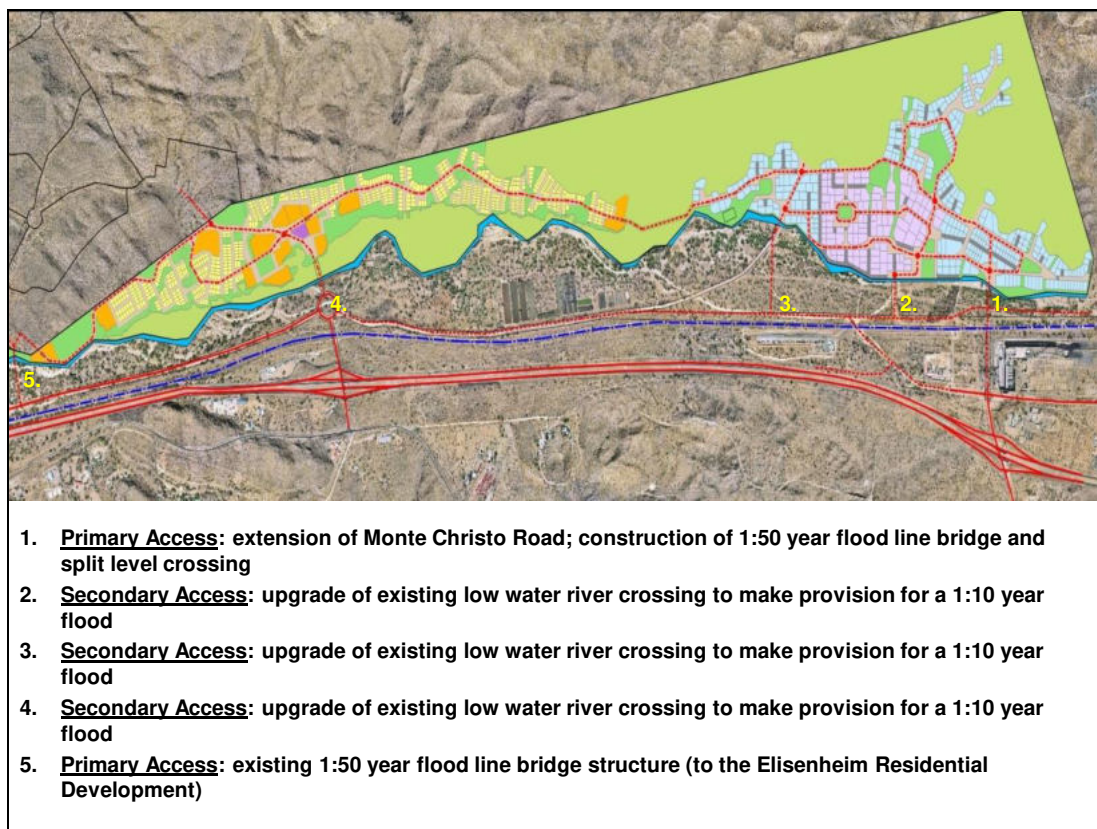 4.
3.
2.
1.
5.
1. Primary Access: extension of Monte Christo Road; construction of 1:50 year flood line bridge and
split level crossing
2. Secondary Access: upgrade of existing low water river crossing to make provision for a 1:10 year
flood
3. Secondary Access: upgrade of existing low water river crossing to make provision for a 1:10 year
flood
4. Secondary Access: upgrade of existing low water river crossing to make provision for a 1:10 year
flood
5. Primary Access: existing 1:50 year flood line bridge structure (to the Elisenheim Residential
Development)